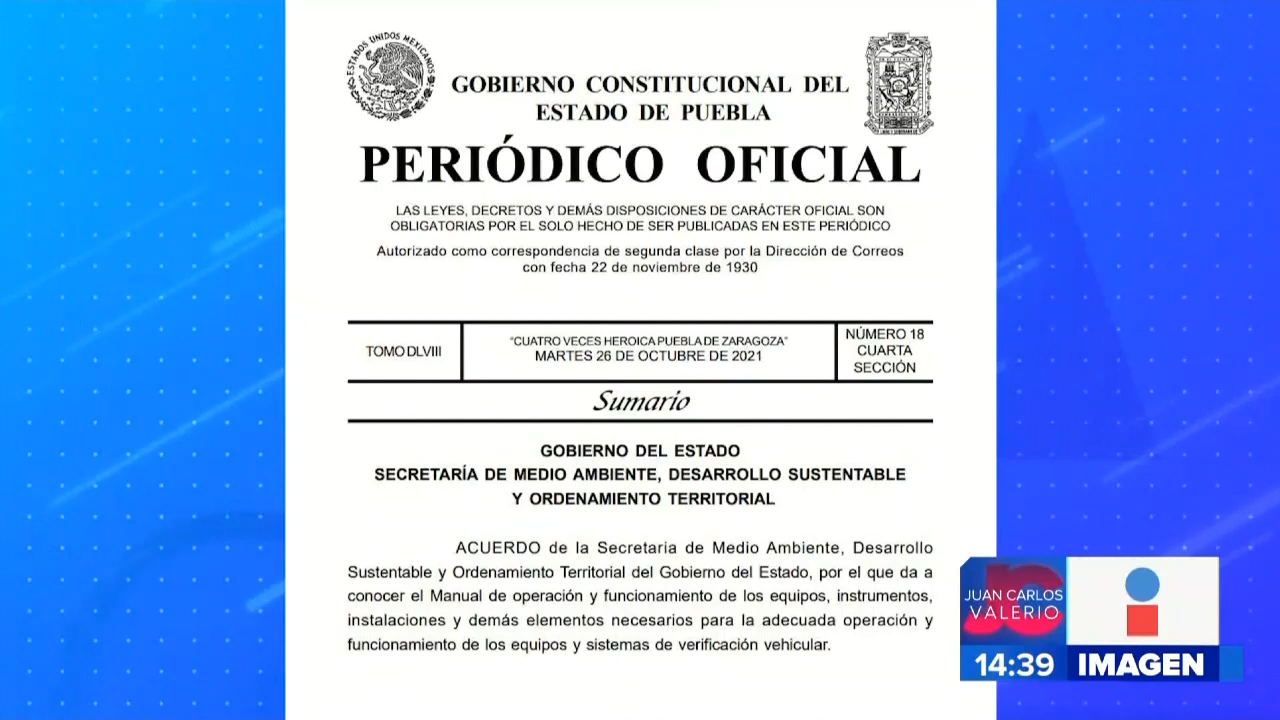 ESTADOS UNIDOS MEXICANOS
GOBIERNO CONSTITUCIONAL DEL
ESTADO DE PUEBLA
PERIÓDICO OFICIAL
LAS LEYES, DECRETOS Y DEMÁS DISPOSICIONES DE CARÁCTER OFICIAL SON
OBLIGATORIAS POR EL SOLO HECHO DE SER PUBLICADAS EN ESTE PERIÓDICO
Autorizado como correspondencia de segunda clase por la Dirección de Correos
con fecha 22 de noviembre de 1930
TOMO DLVIII
"CUATRO VECES HEROICA PUEBLA DE ZARAGOZA"
MARTES 26 DE OCTUBRE DE 2021
NÚMERO 18
CUARTA
SECCIÓN
Sumario
GOBIERNO DEL ESTADO
SECRETARÍA DE MEDIO AMBIENTE, DESARROLLO SUSTENTABLE
Y ORDENAMIENTO TERRITORIAL
ACUERDO de la Secretaria de Medio Ambiente, Desarrollo
Sustentable y Ordenamiento Territorial del Gobierno del Estado, por el que da a
conocer el Manual de operación y funcionamiento de los equipos, instrumentos,
instalaciones y demás elementos necesarios para la adecuada operación y
funcionamiento de los equipos y sistemas de verificación vehicular.
JUAN CARLOS
VALERIO
14:39 IMAGEN